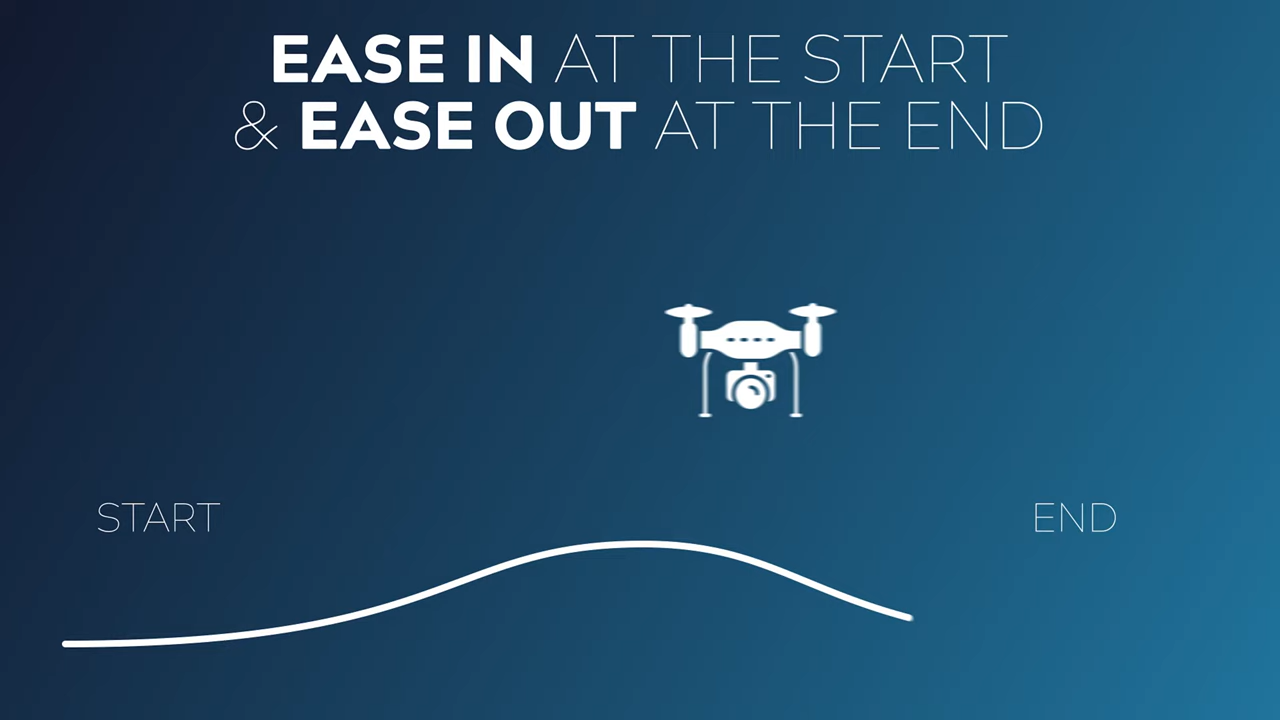 EASE IN AT THE START
& EASE OUT AT THE END
START
END